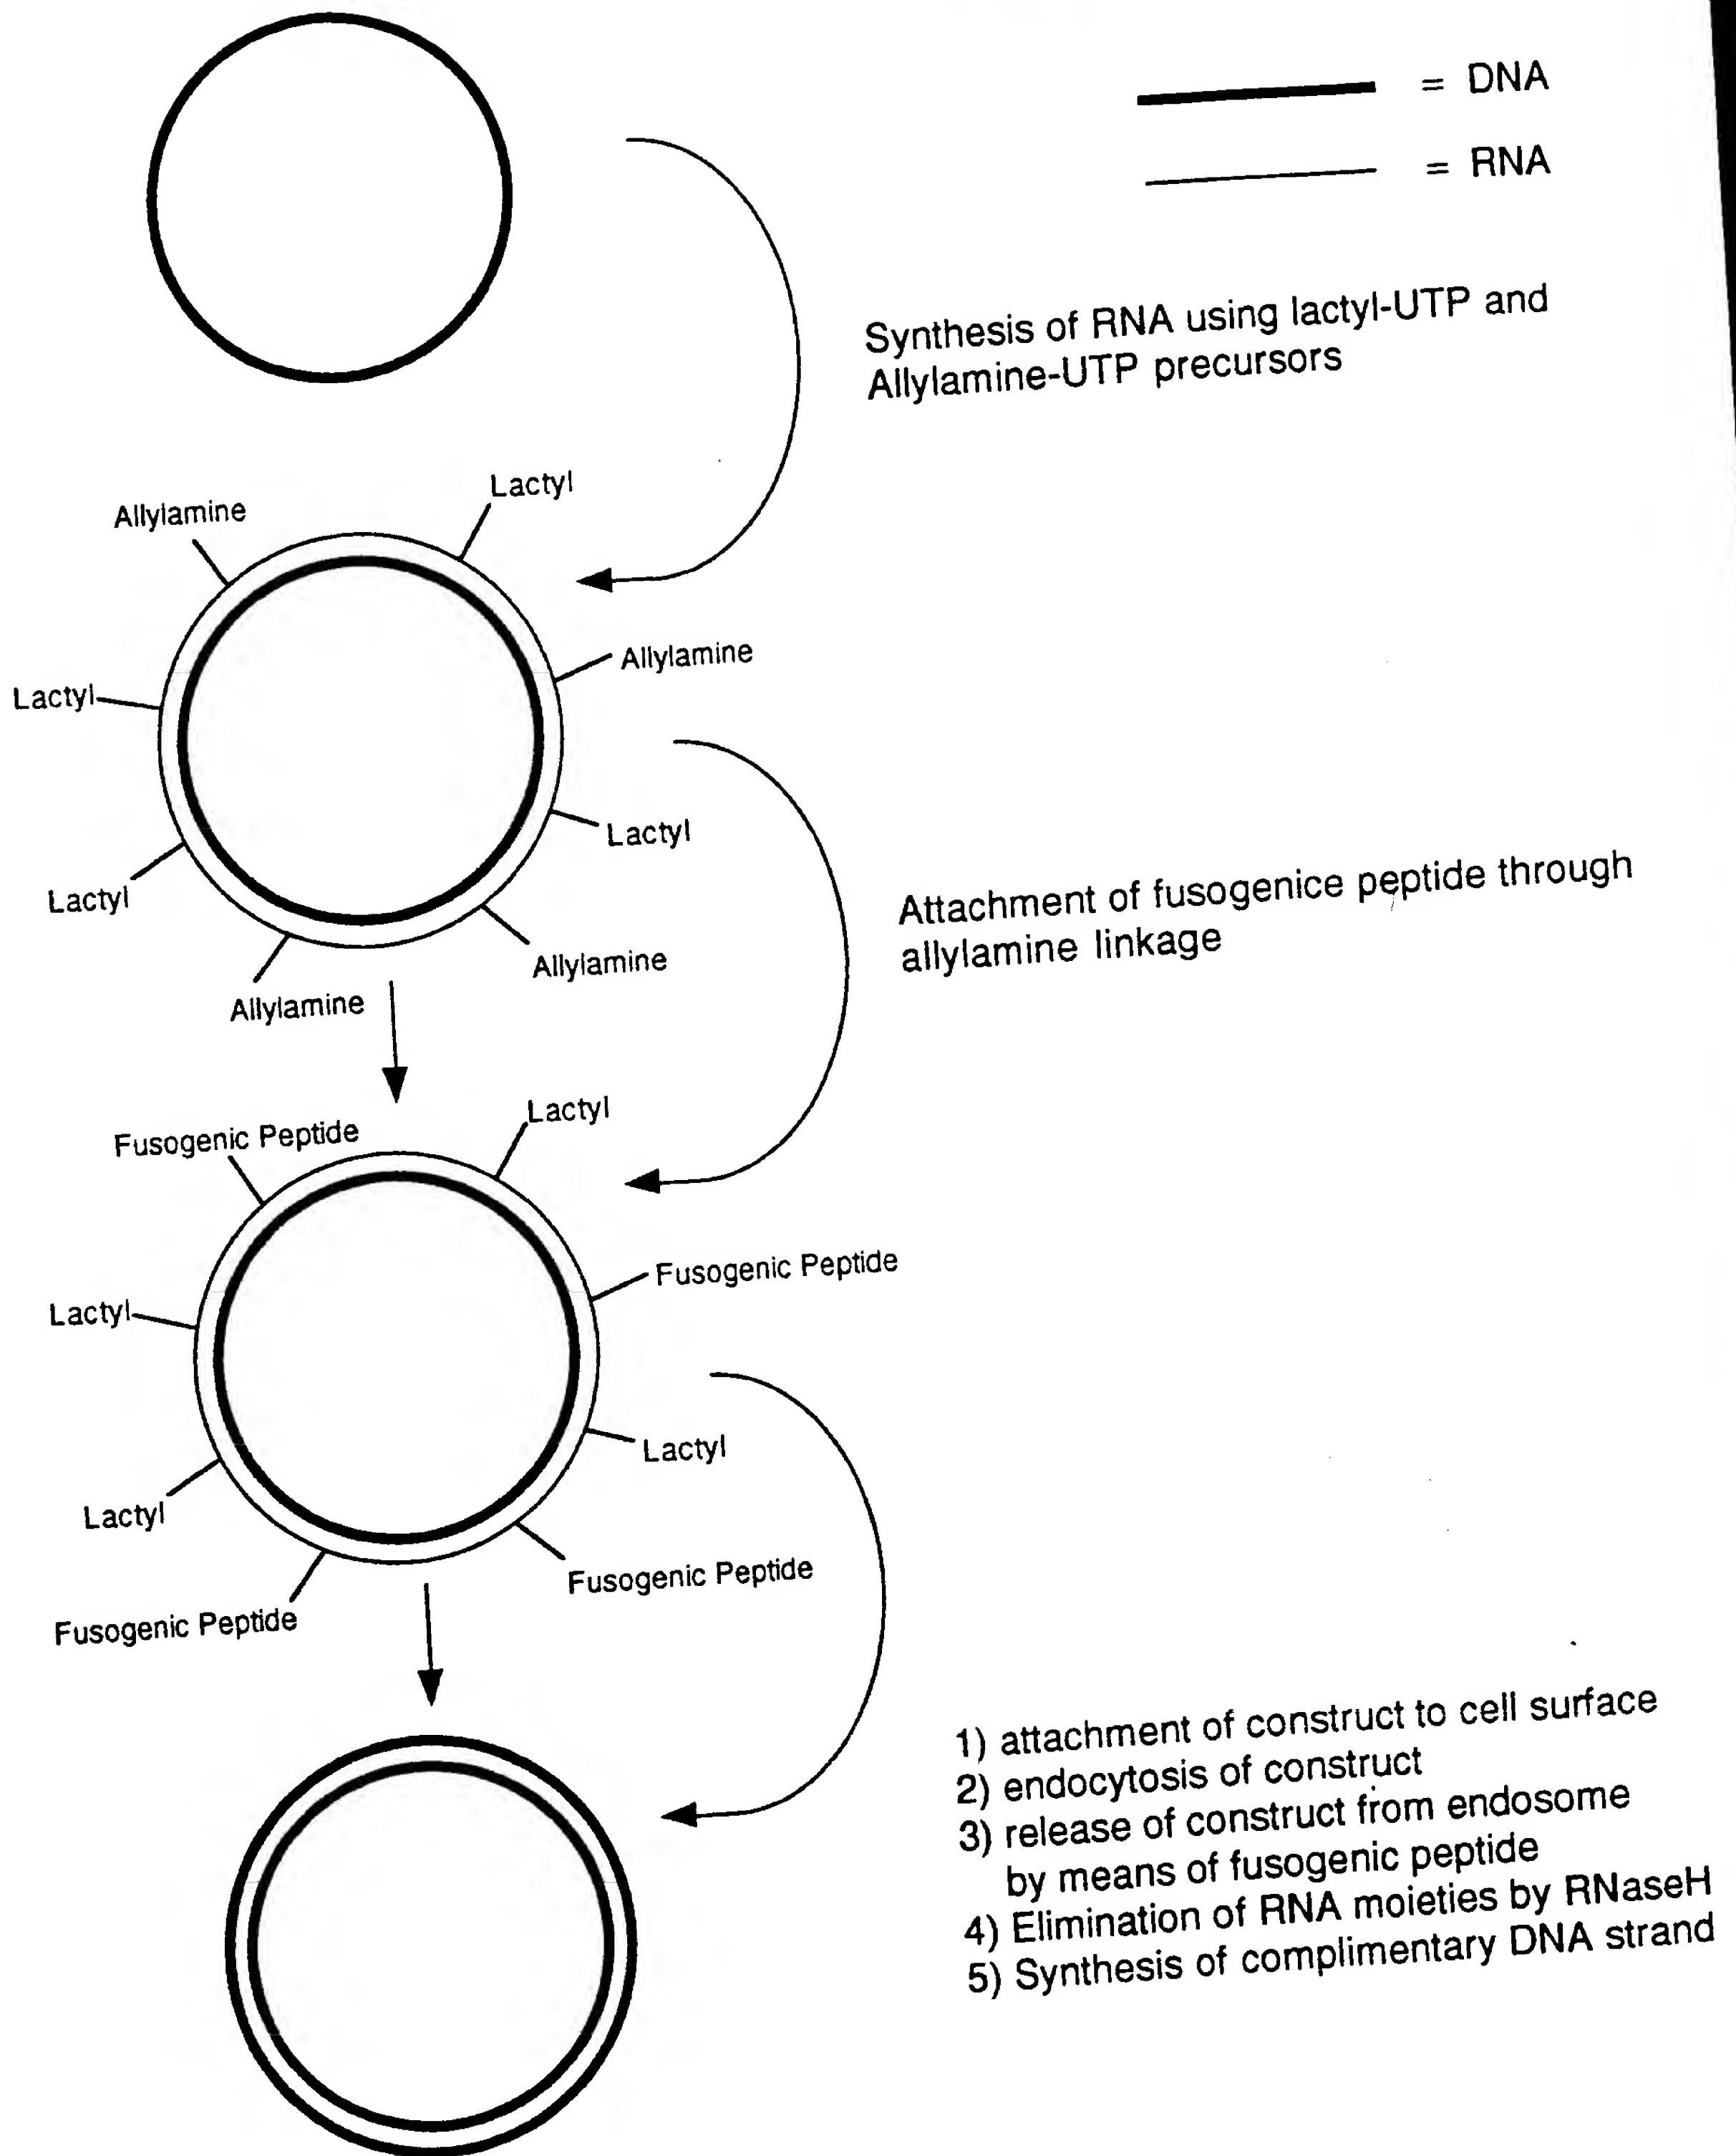 = DNA
= RNA
Synthesis of RNA using lactyl-UTP and
Allylamine-UTP precursors
Lactyl
Allylamine
Allylamine
Lactyl
Lactyl
Lactyl
Allylamine
Allylamine
Attachment of fusogenice peptide through
allylamine linkage
Lactyl
Fusogenic Peptide
Fusogenic Peptide
Lactyl
Lactyl
Lactyl
Fusogenic Peptide
Fusogenic Peptide
1) attachment of construct to cell surface
2) endocytosis of construct
3) release of construct from endosome
by means of fusogenic peptide
4) Elimination of RNA moieties by RNaseH
5) Synthesis of complimentary DNA strand